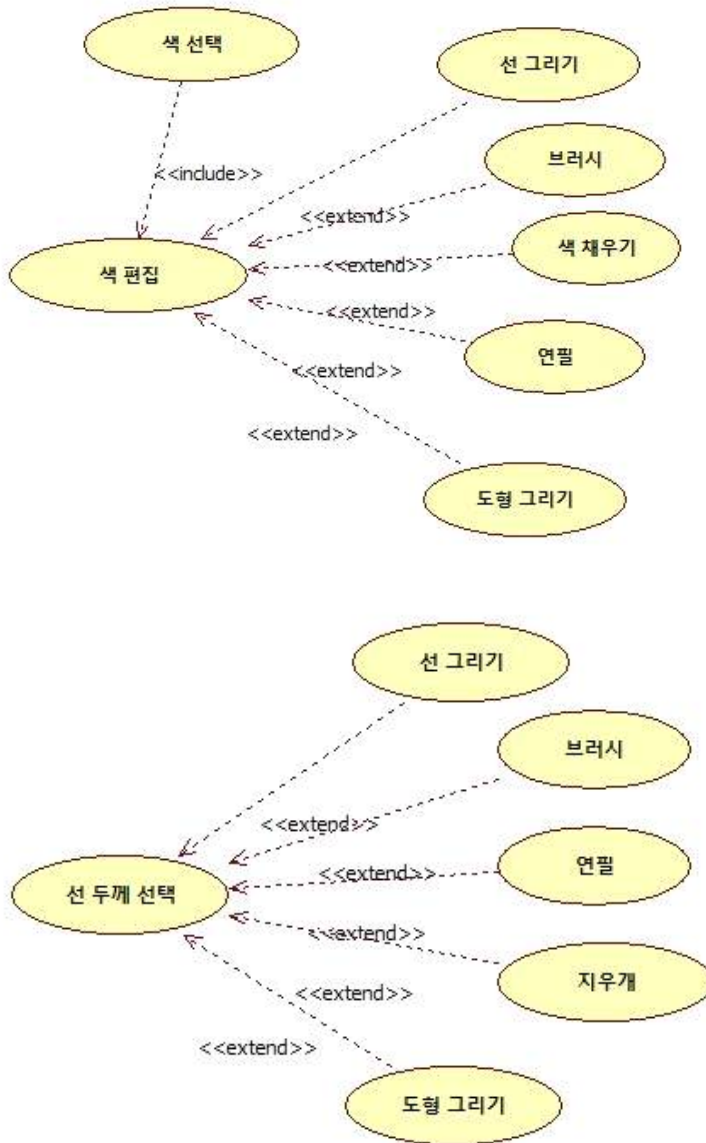 색 선택
선 그리기
브러시
<<include>>
<<extend>>
색 채우기
색 편집
<<extend>>
<<extend>>
연필
<<extend>>
<<extend>>
도형 그리기
선 그리기
브러시
<<extend>>
연필
<<extend>>
선 두께 선택
<<extend>>
지우개
<<extend>>
<<extend>>
도형 그리기